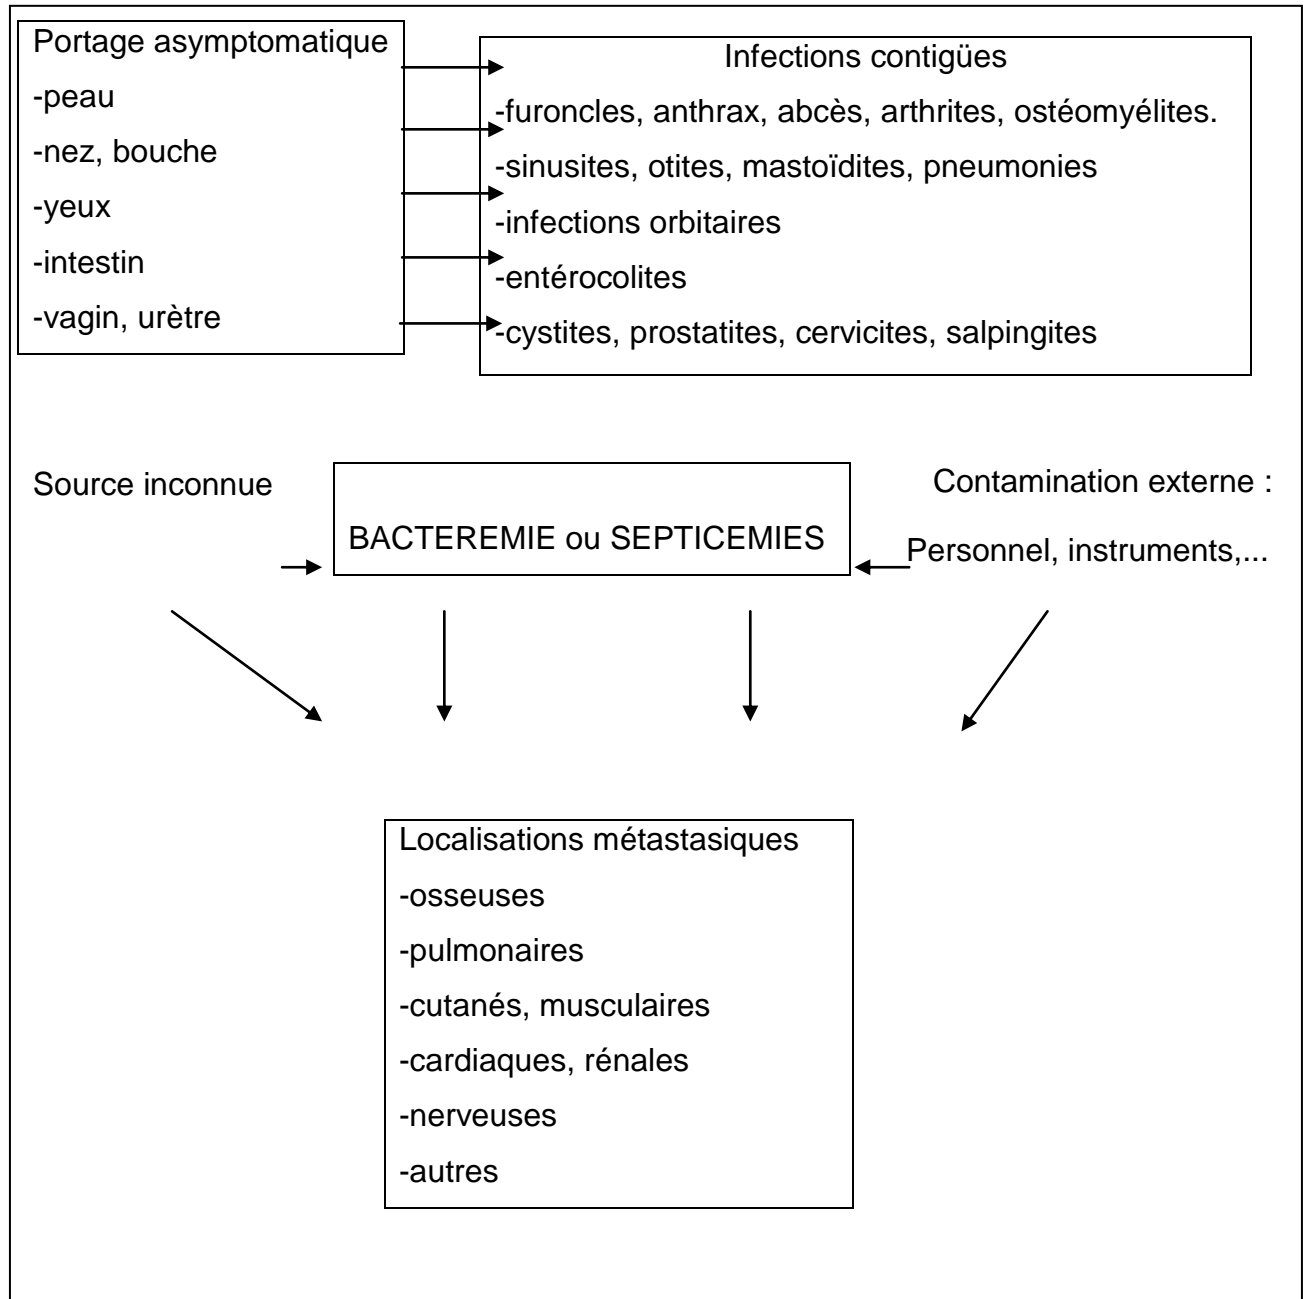 Portage asymptomatique
-peau
-nez, bouche
-yeux
-intestin
-vagin, urètre
Infections contigües
-furoncles, anthrax, abcès, arthrites, ostéomyélites.
-sinusites, otites, mastoïdites, pneumonies
-infections orbitaires
-entérocolites
-cystites, prostatites, cervicites, salpingites
Source inconnue
BACTEREMIE ou SEPTICEMIES
Contamination externe :
Personnel, instruments,...
Localisations métastasiques
-osseuses
-pulmonaires
-cutanés, musculaires
-cardiaques, rénales
-nerveuses
-autres